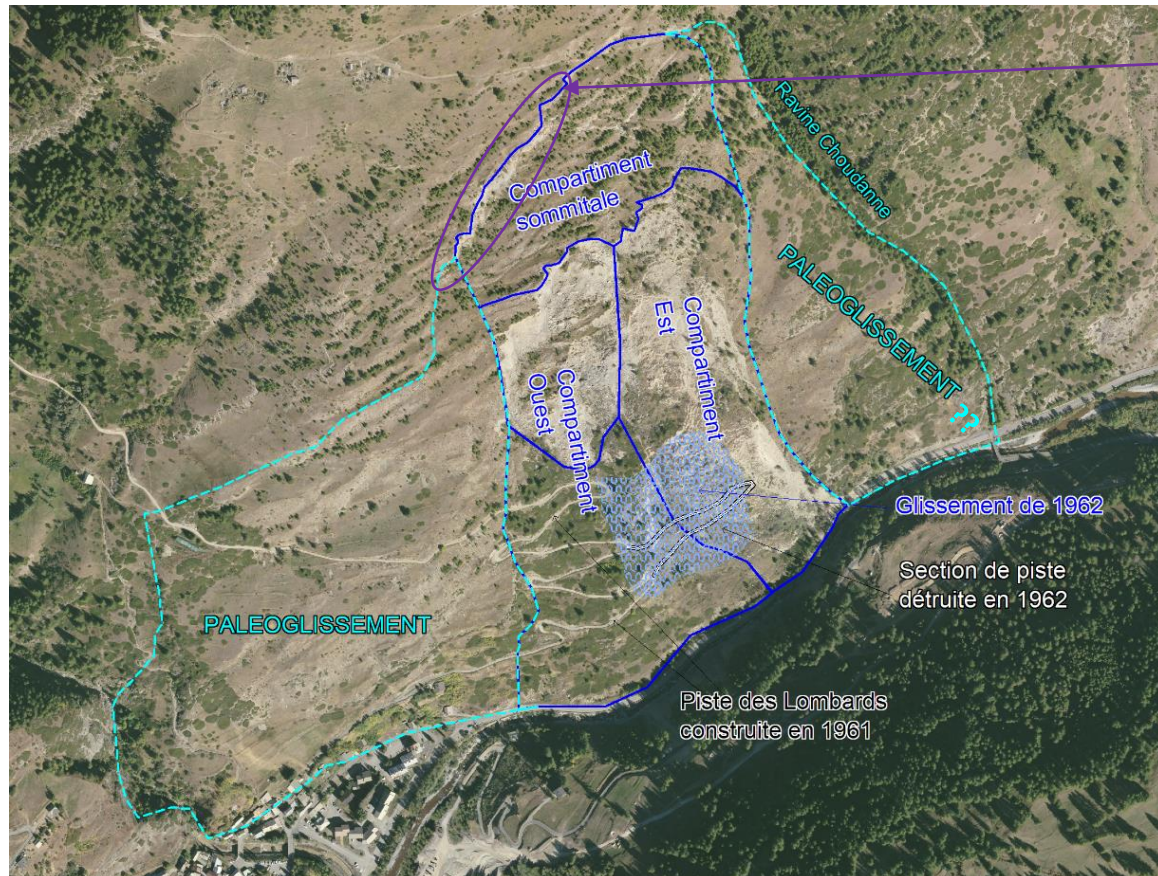 Ravine Choudanne
Compartiment
sommitale
PALEOGLISSEMENT
??
Compartiment
Est
Compartiment
Ouest
Glissement de 1962
Section de piste
détruite en 1962
PALEOGLISSEMENT
Piste des Lombards
construite en 1961